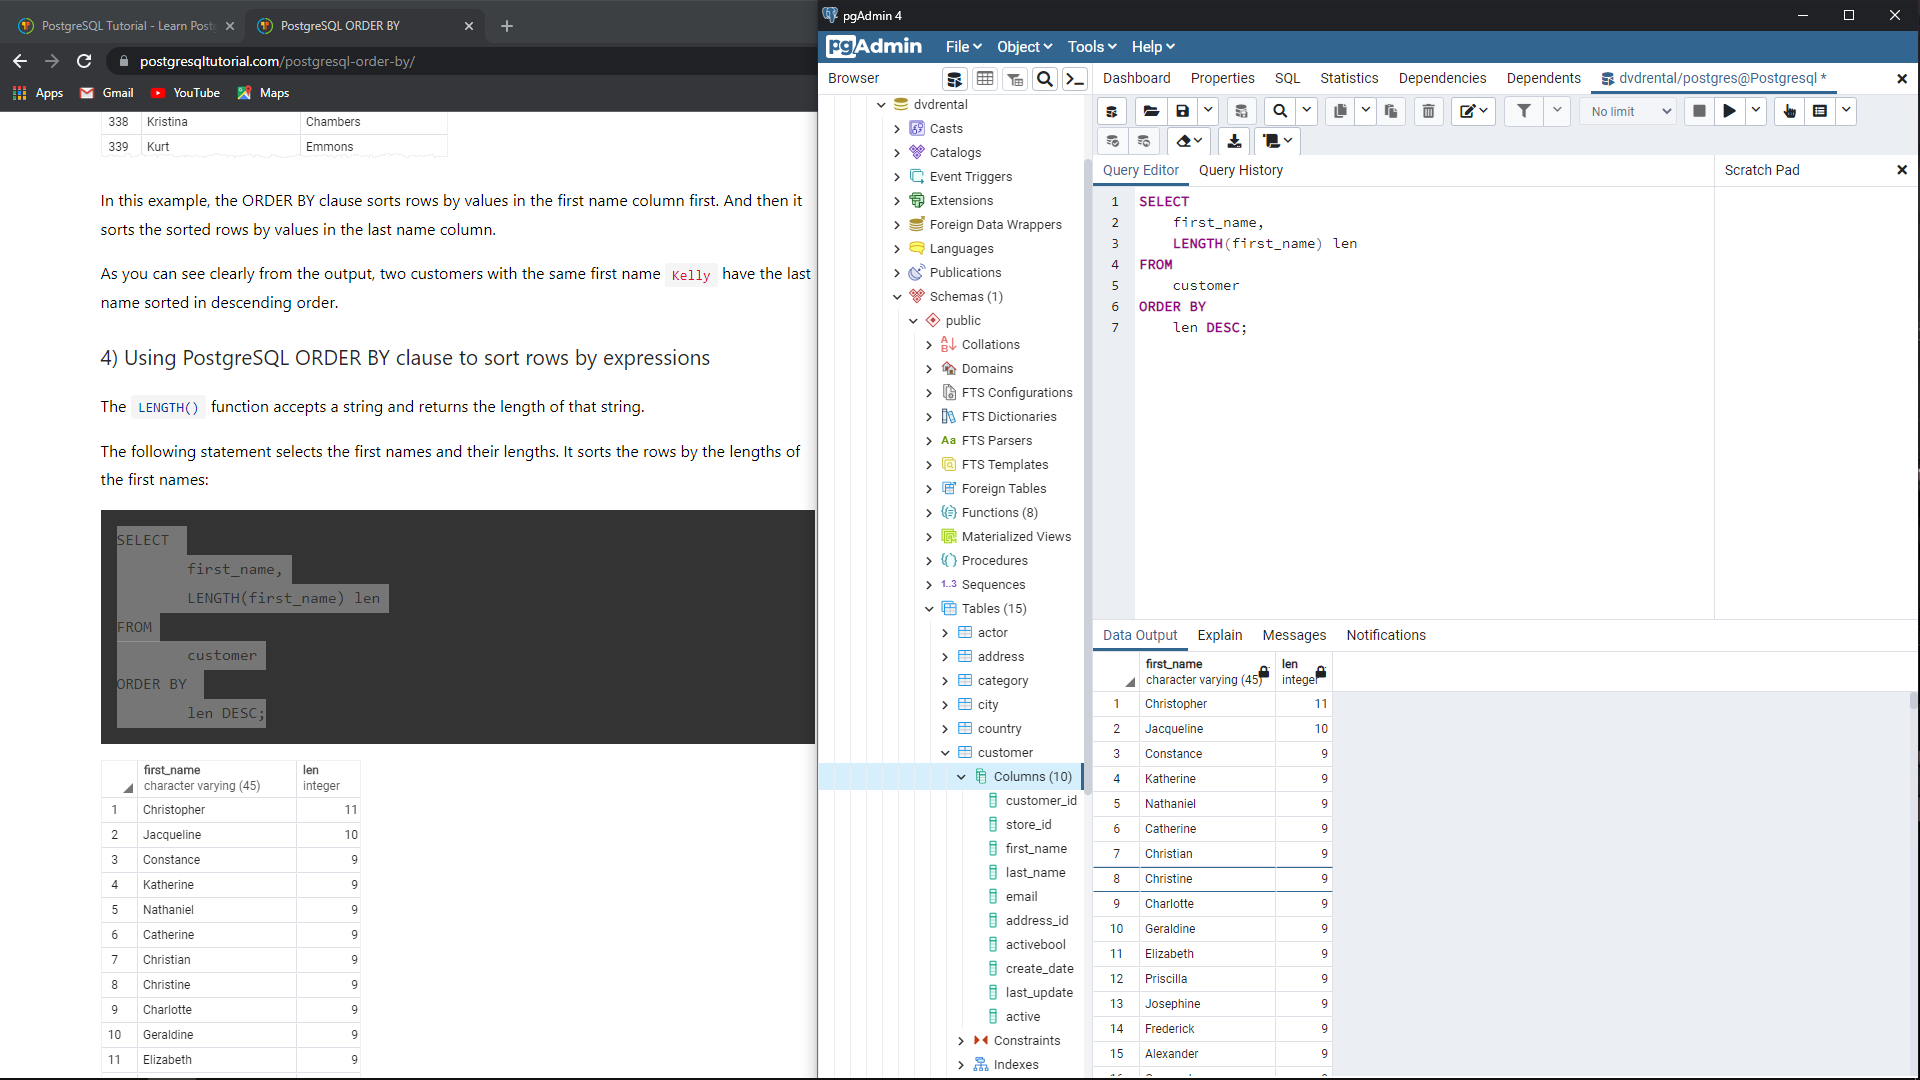 PostgreSQL Tutorial - Learn Post
PostgreSQL ORDER BY
postgresqltutorial.com/postgresql-order-by/
Apps
Gmail
YouTube
Maps
338 Kristina Chambers
339 Kurt Emmons
In this example, the ORDER BY clause sorts rows by values in the first name column first. And then it
sorts the sorted rows by values in the last name column.
As you can see clearly from the output, two customers with the same first name Kelly have the last
name sorted in descending order.
4) Using PostgreSQL ORDER BY clause to sort rows by expressions
The LENGTH() function accepts a string and returns the length of that string.
The following statement selects the first names and their lengths. It sorts the rows by the lengths of
the first names:
SELECT
first_name,
LENGTH(first_name) len
FROM
customer
ORDER BY
len DESC;
first_name len
character varying (45) integer
1 Christopher 11
2 Jacqueline 10
3 Constance 9
4 Katherine 9
5 Nathaniel 9
6 Catherine 9
7 Christian 9
8 Christine 9
9 Charlotte 9
10 Geraldine 9
11 Elizabeth 9
pgAdmin 4
pgAdmin
File
Object
Tools
Help
Browser
dvdrental
Casts
Catalogs
Event Triggers
Extensions
Foreign Data Wrappers
Languages
Publications
Schemas (1)
public
Collations
Domains
FTS Configurations
FTS Dictionaries
Aa FTS Parsers
FTS Templates
Foreign Tables
Functions (8)
Materialized Views
Procedures
1..3 Sequences
Tables (15)
actor
address
category
city
country
customer
Columns (10)
customer_id
store_id
first_name
last_name
email
address_id
activebool
create_date
last_update
active
Constraints
Indexes
Dashboard
Properties
SQL
Statistics
Dependencies
Dependents
dvdrental/postgres@Postgresql *
No limit
Query Editor
Query History
Scratch Pad
1 SELECT
2 first_name,
3 LENGTH(first_name) len
4 FROM
5 customer
6 ORDER BY
7 len DESC;
Data Output
Explain
Messages
Notifications
first_name len
character varying (45) integer
1 Christopher 11
2 Jacqueline 10
3 Constance 9
4 Katherine 9
5 Nathaniel 9
6 Catherine 9
7 Christian 9
8 Christine 9
9 Charlotte 9
10 Geraldine 9
11 Elizabeth 9
12 Priscilla 9
13 Josephine 9
14 Frederick 9
15 Alexander 9